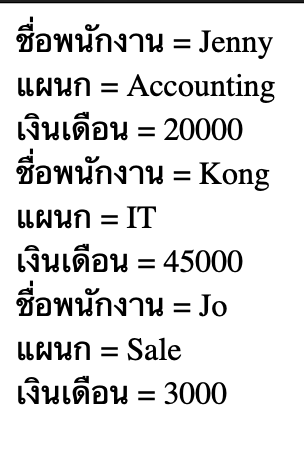 ชื่อพนักงาน = Jenny
แผนก = Accounting
เงินเดือน = 20000
ชื่อพนักงาน = Kong
แผนก = IT
เงินเดือน = 45000
ชื่อพนักงาน = Jo
แผนก = Sale
เงินเดือน = 3000